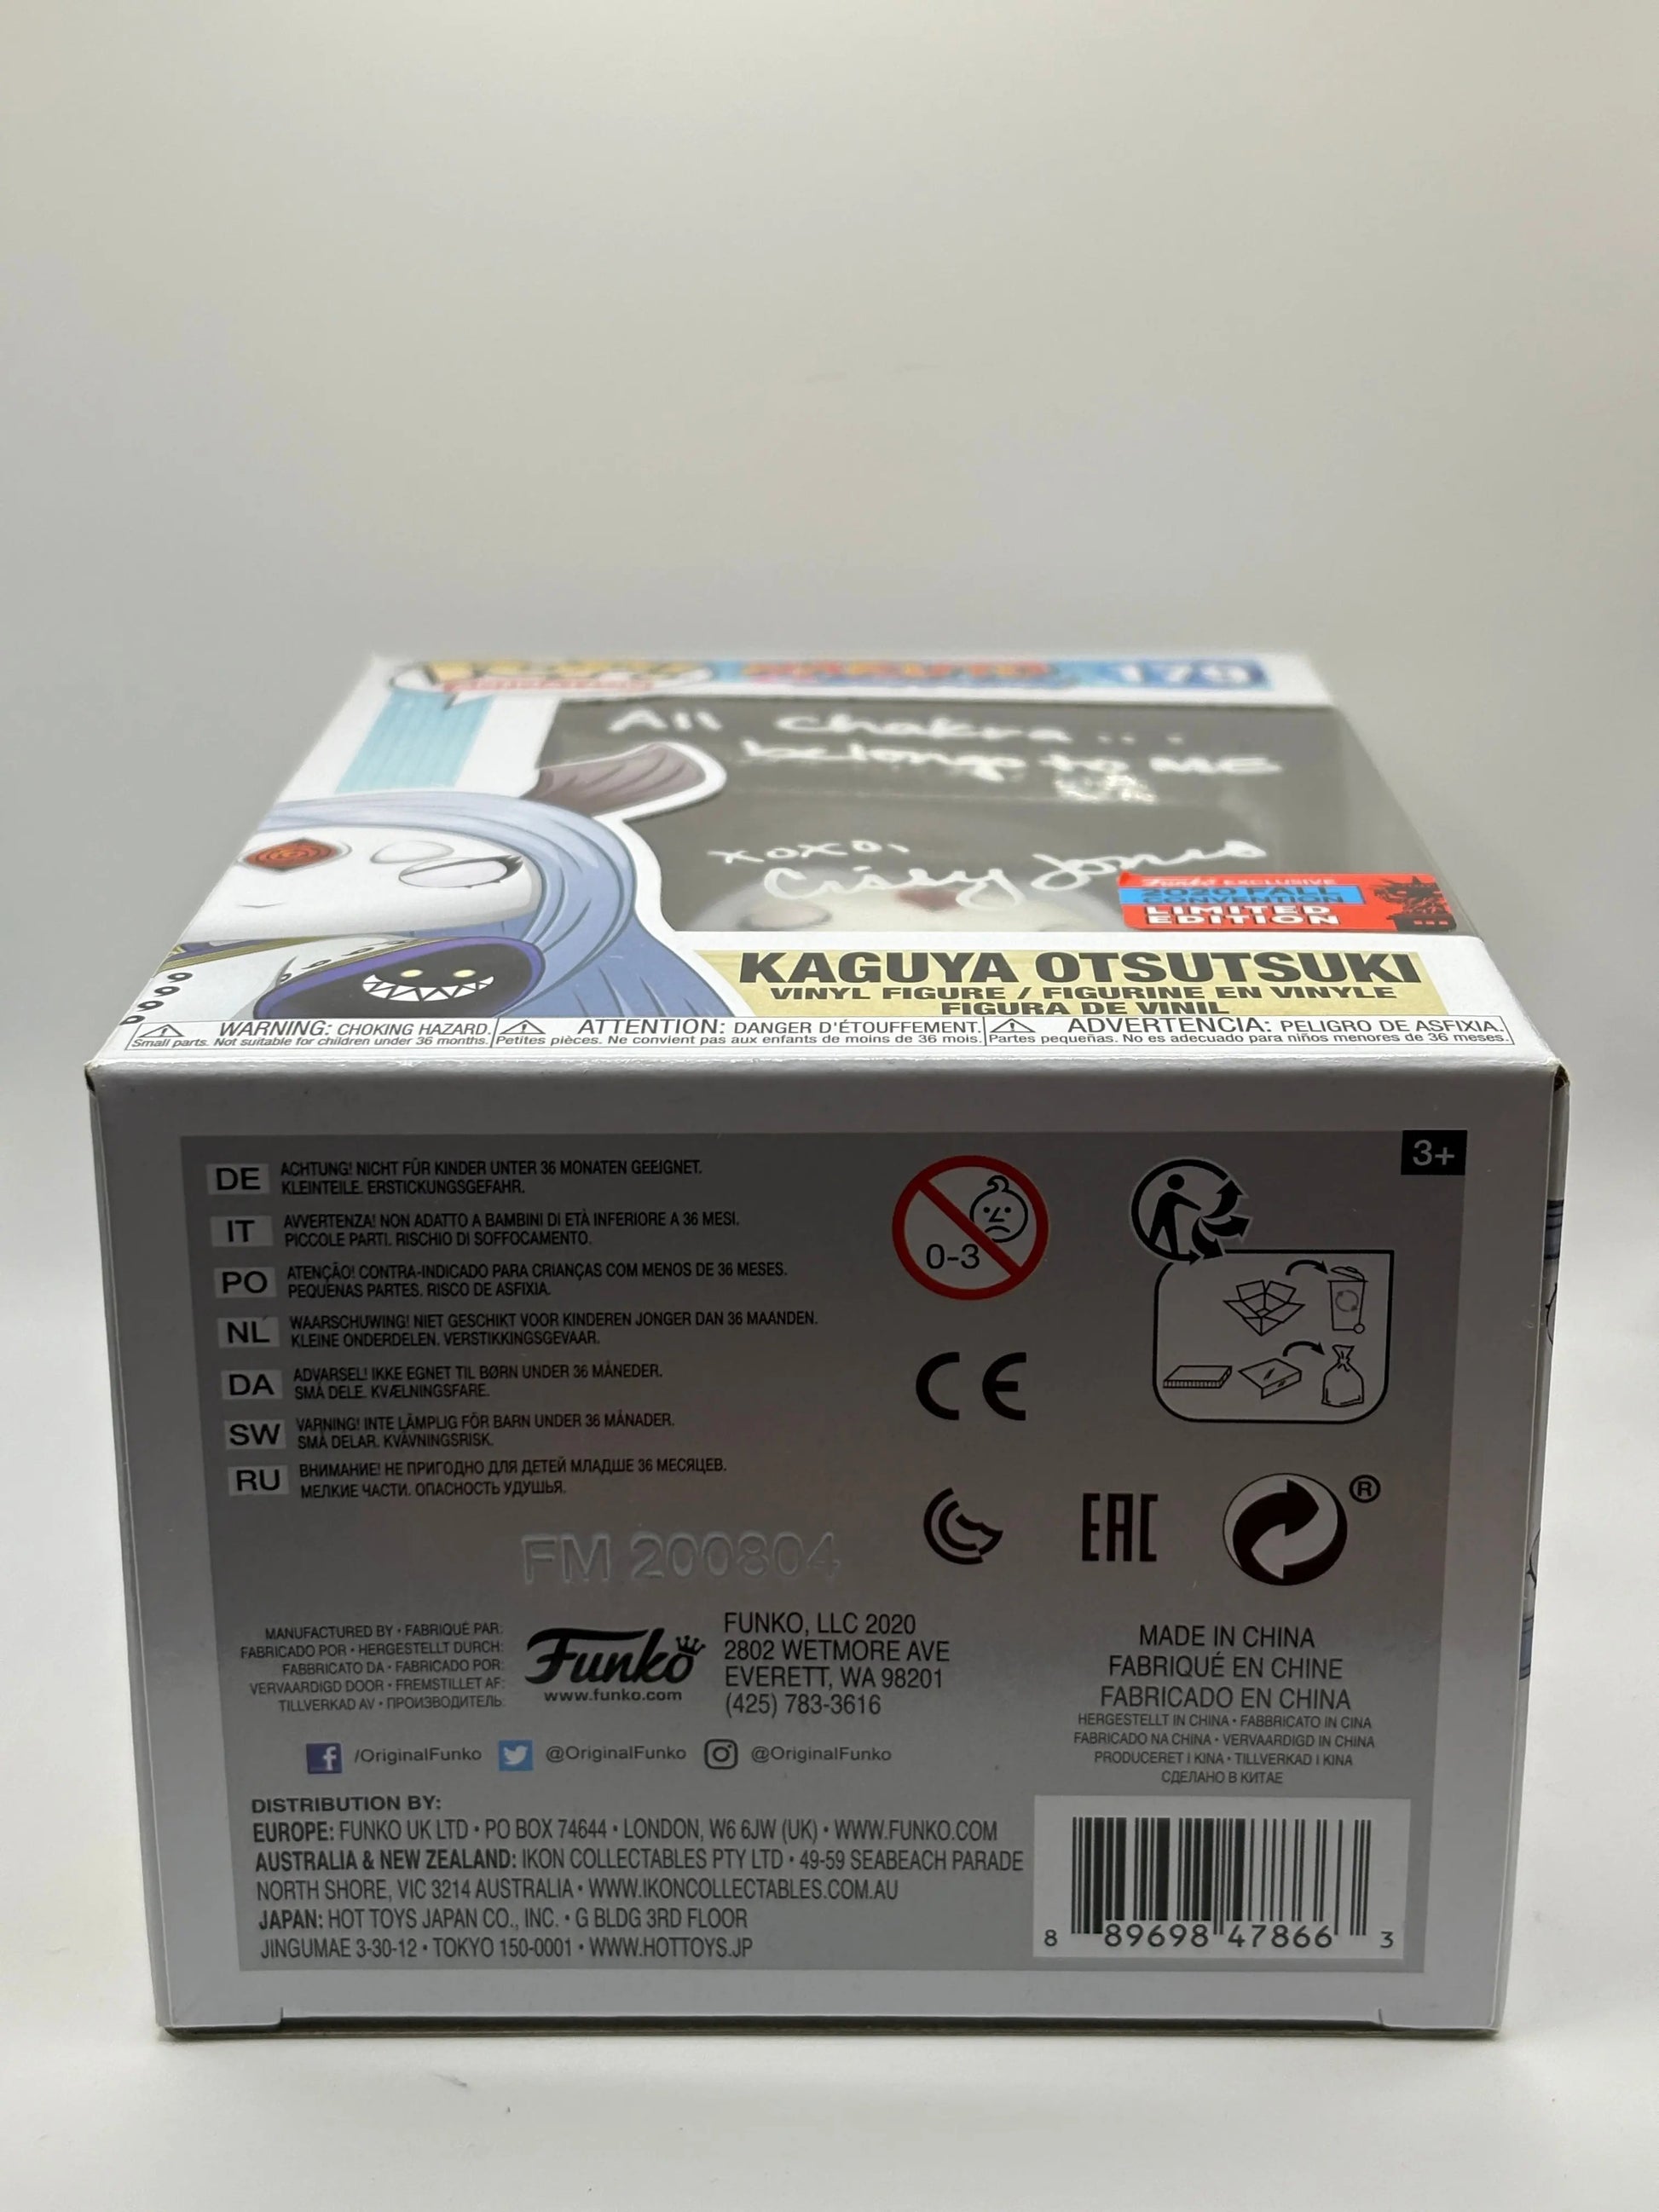 179
All chakra...
belongs to ME
xoxo,
Funko EXCLUSIVE
2020 FALL
CONVENTION
LIMITED
EDITION
KAGUYA OTSUTSUKI
VINYL FIGURE / FIGURINE EN VINYLE
FIGURA DE VINIL
WARNING: CHOKING HAZARD.
Small parts. Not suitable for children under 36 months.
ATTENTION: DANGER D'ÉTOUFFEMENT.
Petites pièces. Ne convient pas aux enfants de moins de 36 mois.
ADVERTENCIA: PELIGRO DE ASFIXIA.
Partes pequeñas. No es adecuado para niños menores de 36 meses.
3+
DE ACHTUNG! NICHT FÜR KINDER UNTER 36 MONATEN GEEIGNET.
KLEINTEILE. ERSTICKUNGSGEFAHR.
IT AVVERTENZA! NON ADATTO A BAMBINI DI ETÀ INFERIORE A 36 MESI.
PICCOLE PARTI. RISCHIO DI SOFFOCAMENTO.
PO ATENÇÃO! CONTRA-INDICADO PARA CRIANÇAS COM MENOS DE 36 MESES.
PEQUENAS PARTES. RISCO DE ASFIXIA.
NL WAARSCHUWING! NIET GESCHIKT VOOR KINDEREN JONGER DAN 36 MAANDEN.
KLEINE ONDERDELEN. VERSTIKKINGSGEVAAR.
DA ADVARSEL! IKKE EGNET TIL BØRN UNDER 36 MÅNEDER.
SMÅ DELE. KVÆLNINGSFARE.
SW VARNING! INTE LÄMPLIG FÖR BARN UNDER 36 MÅNADER.
SMÅ DELAR. KVÄVNINGSRISK.
RU ВНИМАНИЕ! НЕ ПРИГОДНО ДЛЯ ДЕТЕЙ МЛАДШЕ 36 МЕСЯЦЕВ.
МЕЛКИЕ ЧАСТИ. ОПАСНОСТЬ УДУШЬЯ.
0-3
CE
EAC
®
FM 200804
MANUFACTURED BY • FABRIQUÉ PAR:
FABRICADO POR • HERGESTELLT DURCH:
FABBRICATO DA • FABRICADO POR:
VERVAARDIGD DOOR • FREMSTILLET AF:
TILLVERKAD AV • ПРОИЗВОДИТЕЛЬ:
Funko
www.funko.com
FUNKO, LLC 2020
2802 WETMORE AVE
EVERETT, WA 98201
(425) 783-3616
MADE IN CHINA
FABRIQUÉ EN CHINE
FABRICADO EN CHINA
HERGESTELLT IN CHINA • FABBRICATO IN CINA
FABRICADO NA CHINA • VERVAARDIGD IN CHINA
PRODUCERET I KINA • TILLVERKAD I KINA
СДЕЛАНО В КИТАЕ
/OriginalFunko @OriginalFunko @OriginalFunko
DISTRIBUTION BY:
EUROPE: FUNKO UK LTD • PO BOX 74644 • LONDON, W6 6JW (UK) • WWW.FUNKO.COM
AUSTRALIA & NEW ZEALAND: IKON COLLECTABLES PTY LTD • 49-59 SEABEACH PARADE
NORTH SHORE, VIC 3214 AUSTRALIA • WWW.IKONCOLLECTABLES.COM.AU
JAPAN: HOT TOYS JAPAN CO., INC. • G BLDG 3RD FLOOR
JINGUMAE 3-30-12 • TOKYO 150-0001 • WWW.HOTTOYS.JP
8 89698 47866 3